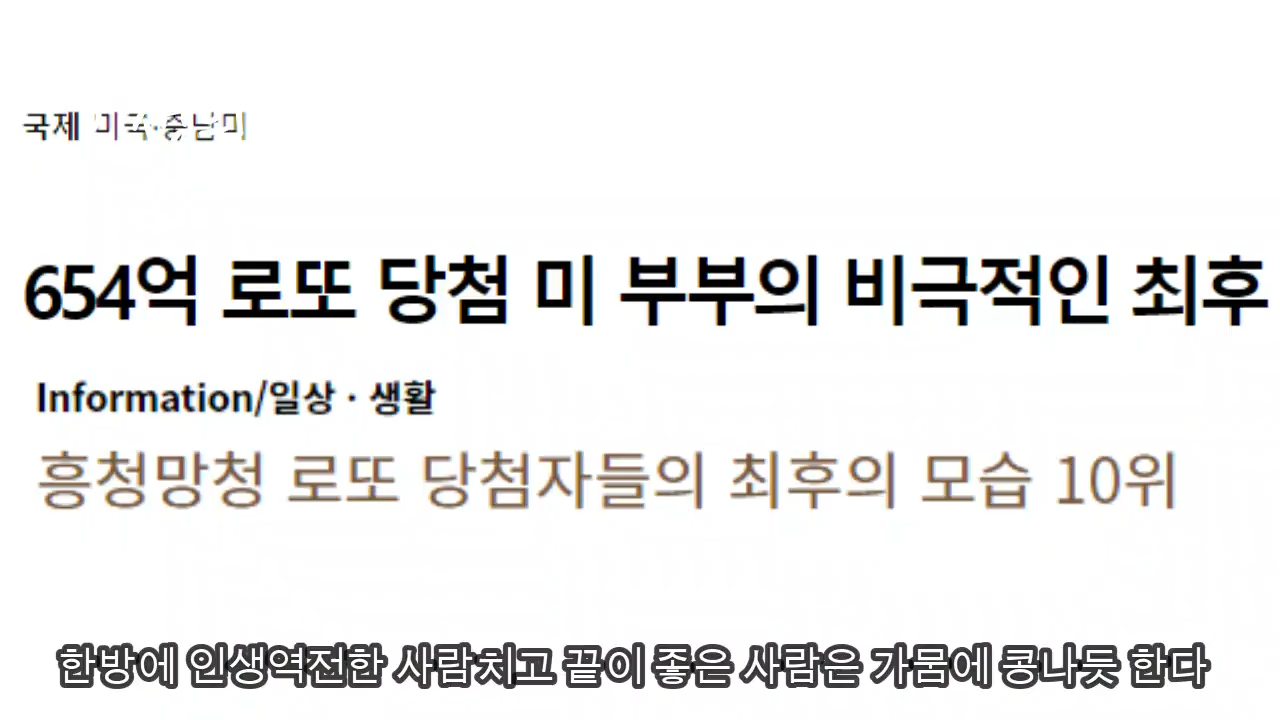 국제 미국·중남미
654억 로또 당첨 미 부부의 비극적인 최후
Information/일상 · 생활
흥청망청 로또 당첨자들의 최후의 모습 10위
한방에 인생역전한 사람치고 끝이 좋은 사람은 가뭄에 콩나듯 한다